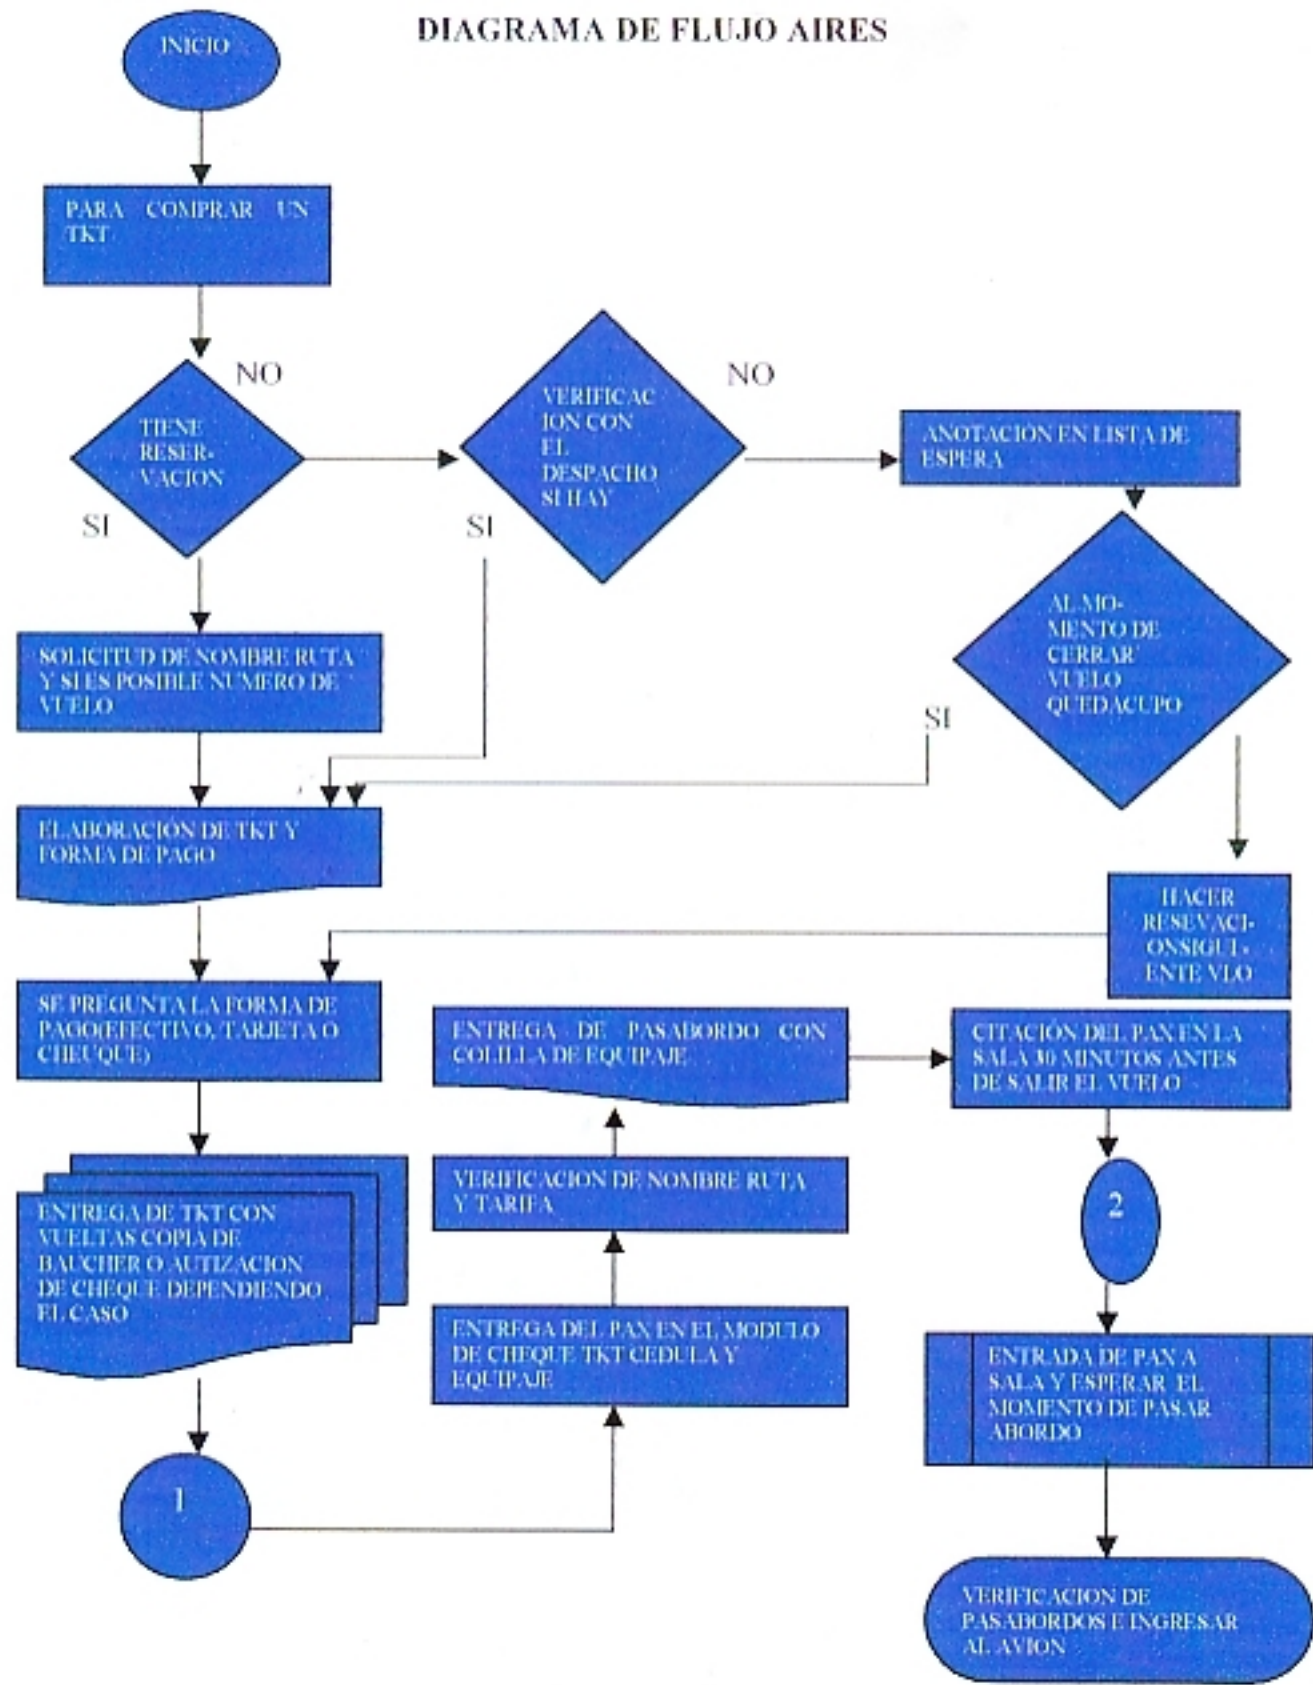 DIAGRAMA DE FLUJO AIRES
INICIO
PARA COMPRAR UN
TKT
NO
TIENE
RESER-
VACION
SI
VERIFICAC
ION CON
EL
DESPACHO
SI HAY
NO
SI
ANOTACIÓN EN LISTA DE
ESPERA
AL MO-
MENTO DE
CERRAR
VUELO
QUEDACUPO
SI
SOLICITUD DE NOMBRE RUTA
Y SI ES POSIBLE NUMERO DE
VUELO
ELABORACIÓN DE TKT Y
FORMA DE PAGO
HACER
RESEVACI-
ONSIGUI-
ENTE VLO
SE PREGUNTA LA FORMA DE
PAGO(EFECTIVO, TARJETA O
CHEUQUE)
ENTREGA DE TKT CON
VUELTAS COPIA DE
BAUCHER O AUTIZACION
DE CHEQUE DEPENDIENDO
EL CASO
1
ENTREGA DEL PAX EN EL MODULO
DE CHEQUE TKT CEDULA Y
EQUIPAJE
VERIFICACION DE NOMBRE RUTA
Y TARIFA
ENTREGA DE PASABORDO CON
COLILLA DE EQUIPAJE
CITACIÓN DEL PAX EN LA
SALA 30 MINUTOS ANTES
DE SALIR EL VUELO
2
ENTRADA DE PAX A
SALA Y ESPERAR EL
MOMENTO DE PASAR
ABORDO
VERIFICACION DE
PASABORDOS E INGRESAR
AL AVION